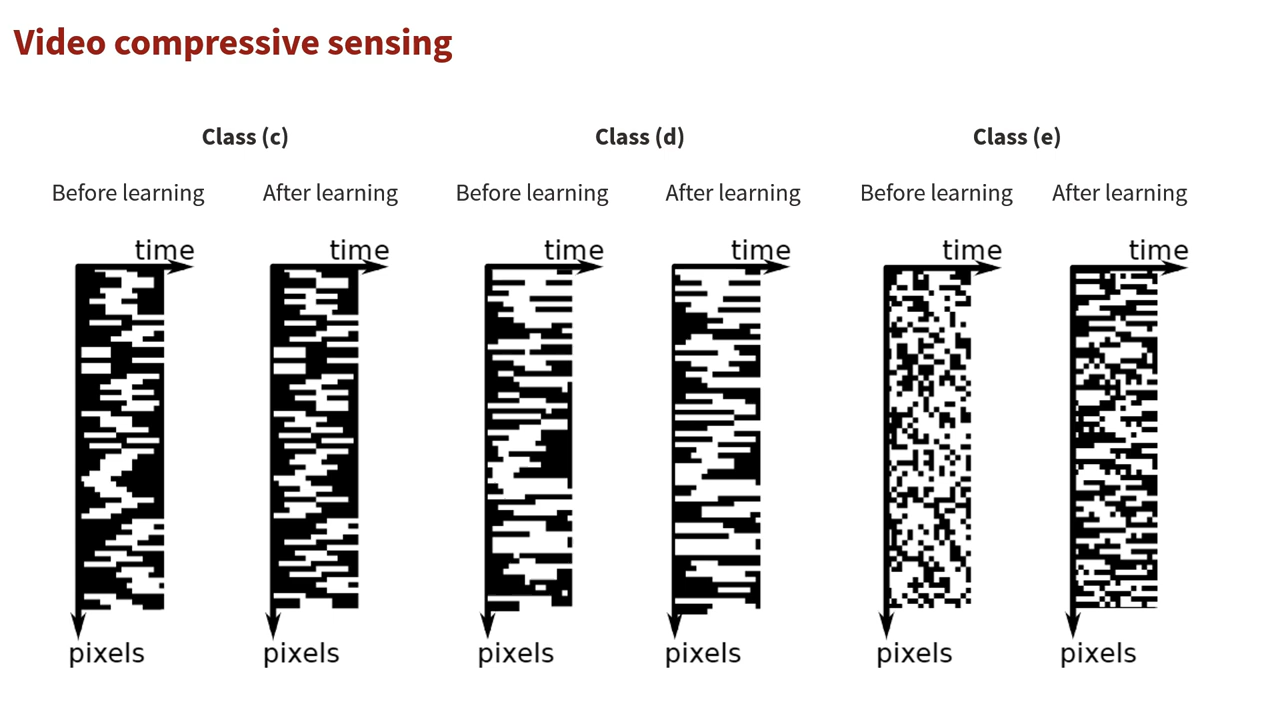 Video compressive sensing
Class (c) Class (d) Class (e)
Before learning After learning Before learning After learning Before learning After learning
time time time time time time
pixels pixels pixels pixels pixels pixels